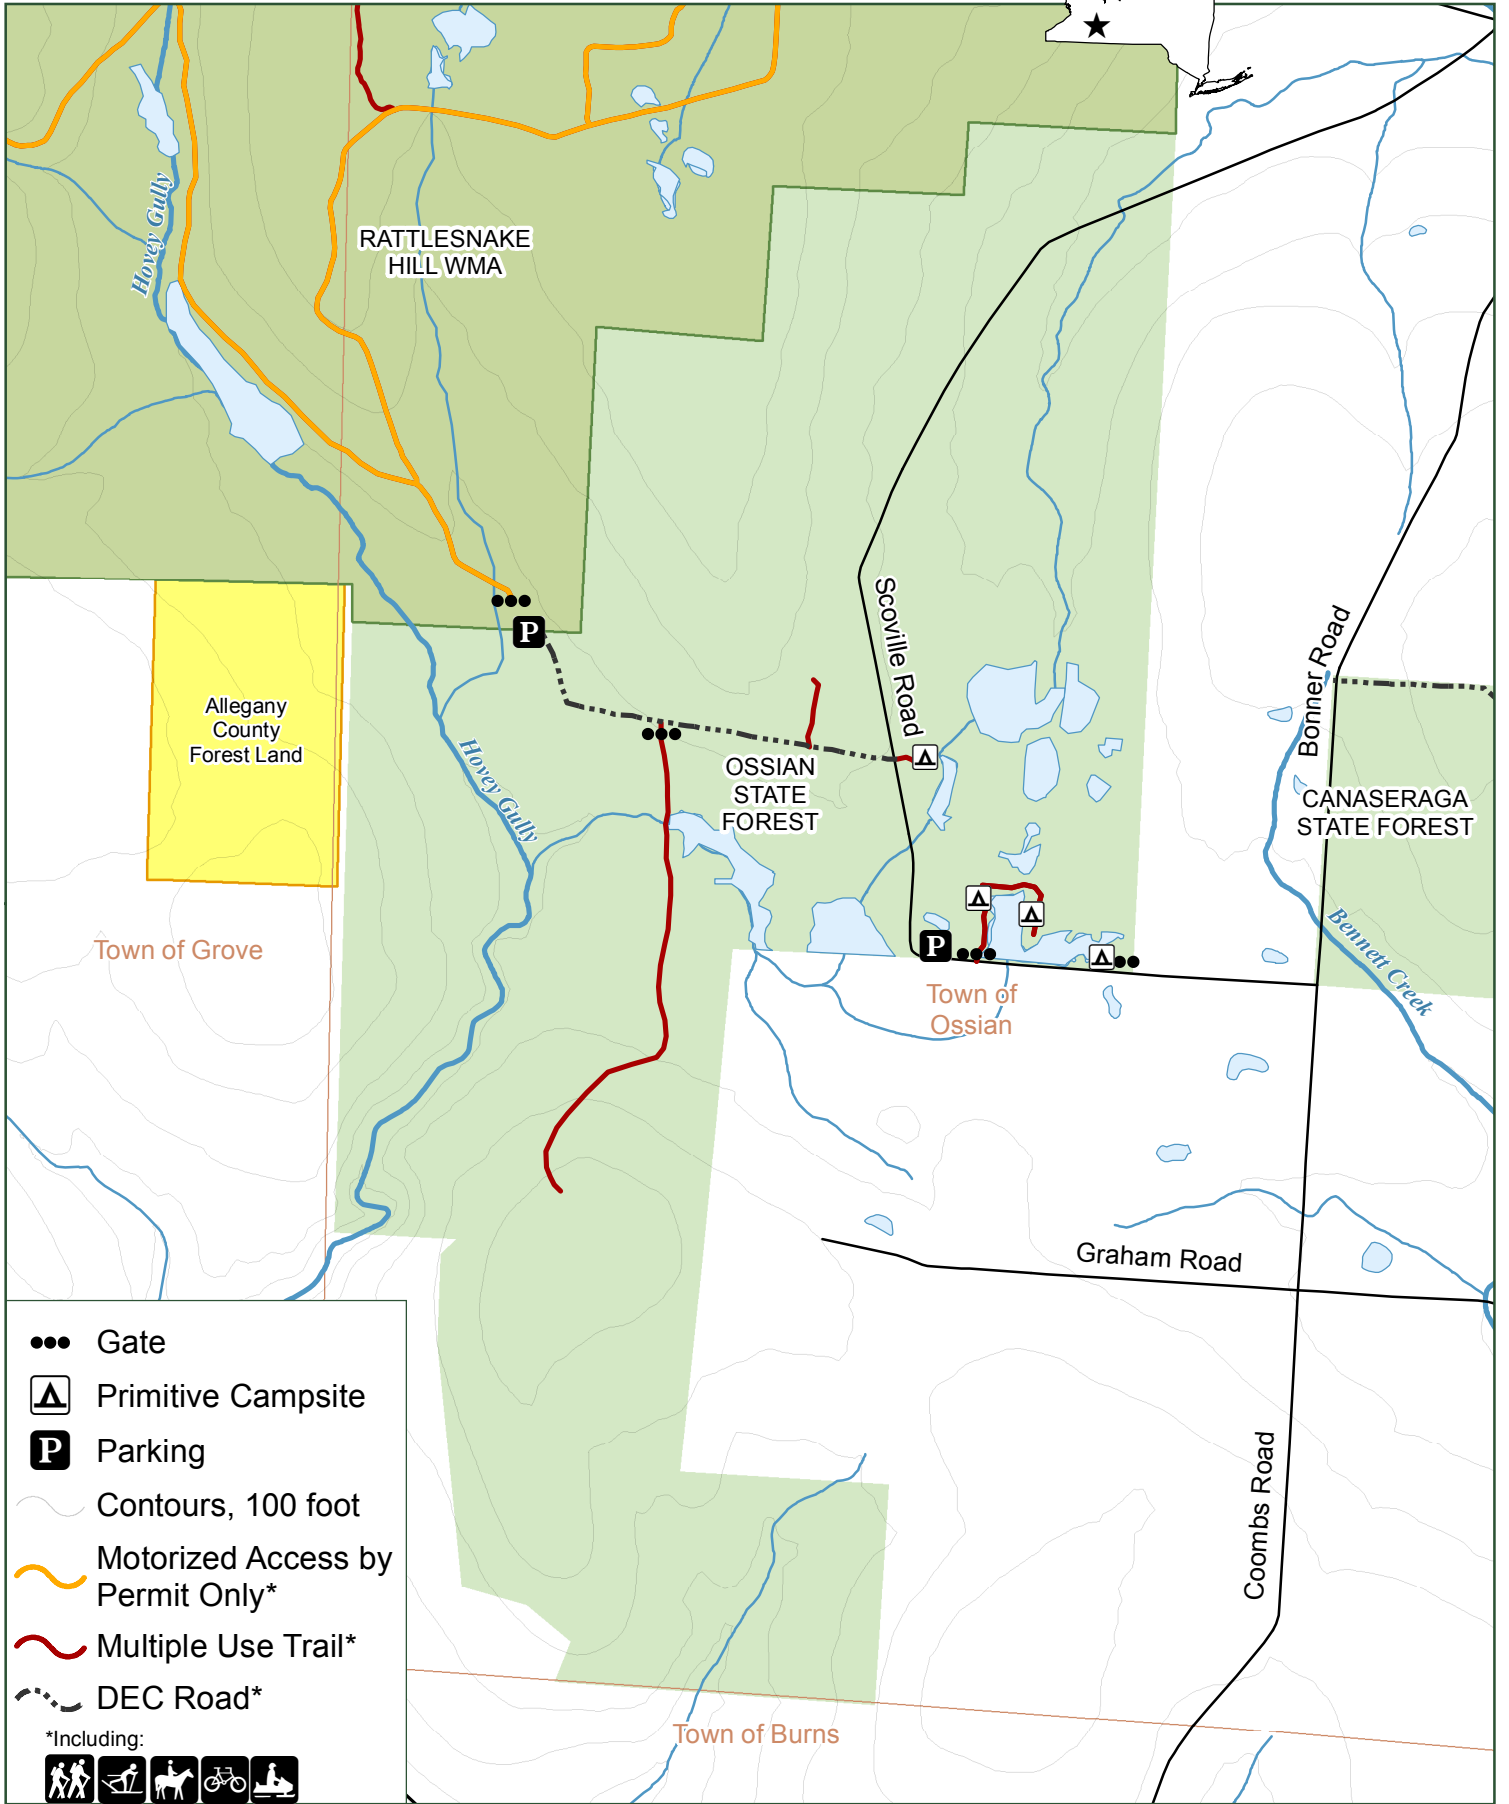 Hovey Gully
RATTLESNAKE
HILL WMA
Scoville Road
P
Bonner Road
Allegany
County
Forest Land
Hovey Gully
OSSIAN
STATE
FOREST
CANASERAGA
STATE FOREST
Town of Grove
P
Bennett Creek
Town of
Ossian
Graham Road
Coombs Road
Gate
Primitive Campsite
P Parking
Contours, 100 foot
Motorized Access by
Permit Only*
Multiple Use Trail*
DEC Road*
*Including:
Town of Burns